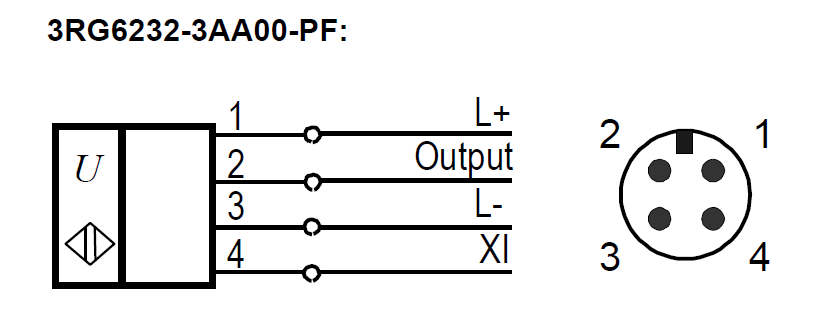 3RG6232-3AA00-PF:
1 L+
2 Output
3 L-
4 XI
U
2 1
3 4